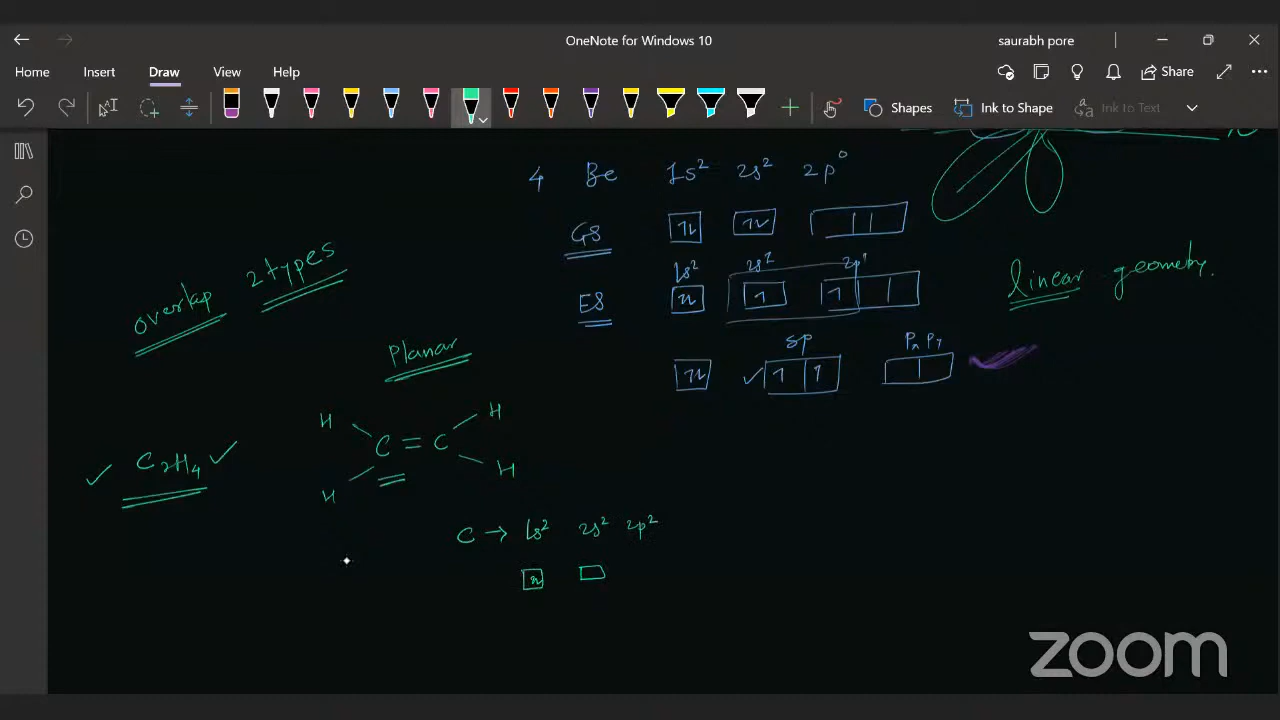 OneNote for Windows 10
saurabh pore
Home Insert Draw View Help
Share
Shapes Ink to Shape Ink to Text
4 Be 1s² 2s² 2p⁰
GS
1s² 2s¹ 2p¹
ES
sp
overlap 2 types
linear geometry.
Planar
H H
C = C
H H
C₂H₄
C → 1s² 2s² 2p²
zoom